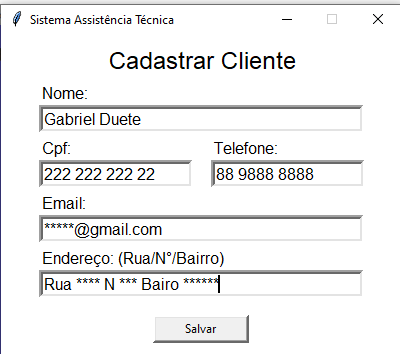 Sistema Assistência Técnica
Cadastrar Cliente
Nome:
Gabriel Duete
Cpf: Telefone:
222 222 222 22 88 9888 8888
Email:
*****@gmail.com
Endereço: (Rua/N°/Bairro)
Rua **** N *** Bairo ******
Salvar